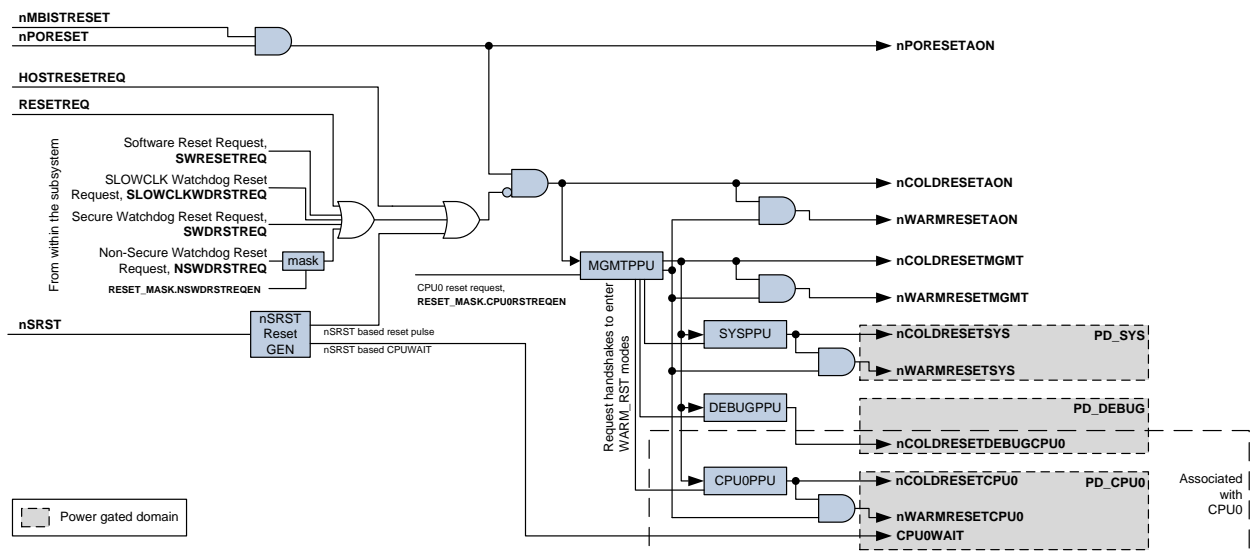 nMBISTRESET
nPORESET
nPORESETAON
HOSTRESETREQ
RESETREQ
From within the subsystem
Software Reset Request,
SWRESETREQ
SLOWCLK Watchdog Reset
Request, SLOWCLKWDRSTREQ
Secure Watchdog Reset Request,
SWDRSTREQ
Non-Secure Watchdog Reset
Request, NSWDRSTREQ
mask
RESET_MASK.NSWDRSTREQEN
nSRST
nSRST
Reset
GEN
nSRST based reset pulse
nSRST based CPUWAIT
CPU0 reset request,
RESET_MASK.CPU0RSTREQEN
MGMTPPU
Request handshakes to enter
WARM_RST modes
SYSPPU
DEBUGPPU
CPU0PPU
nCOLDRESETAON
nWARMRESETAON
nCOLDRESETMGMT
nWARMRESETMGMT
nCOLDRESETSYS
PD_SYS
nWARMRESETSYS
PD_DEBUG
nCOLDRESETDEBUGCPU0
nCOLDRESETCPU0
PD_CPU0
nWARMRESETCPU0
CPU0WAIT
Associated
with
CPU0
Power gated domain